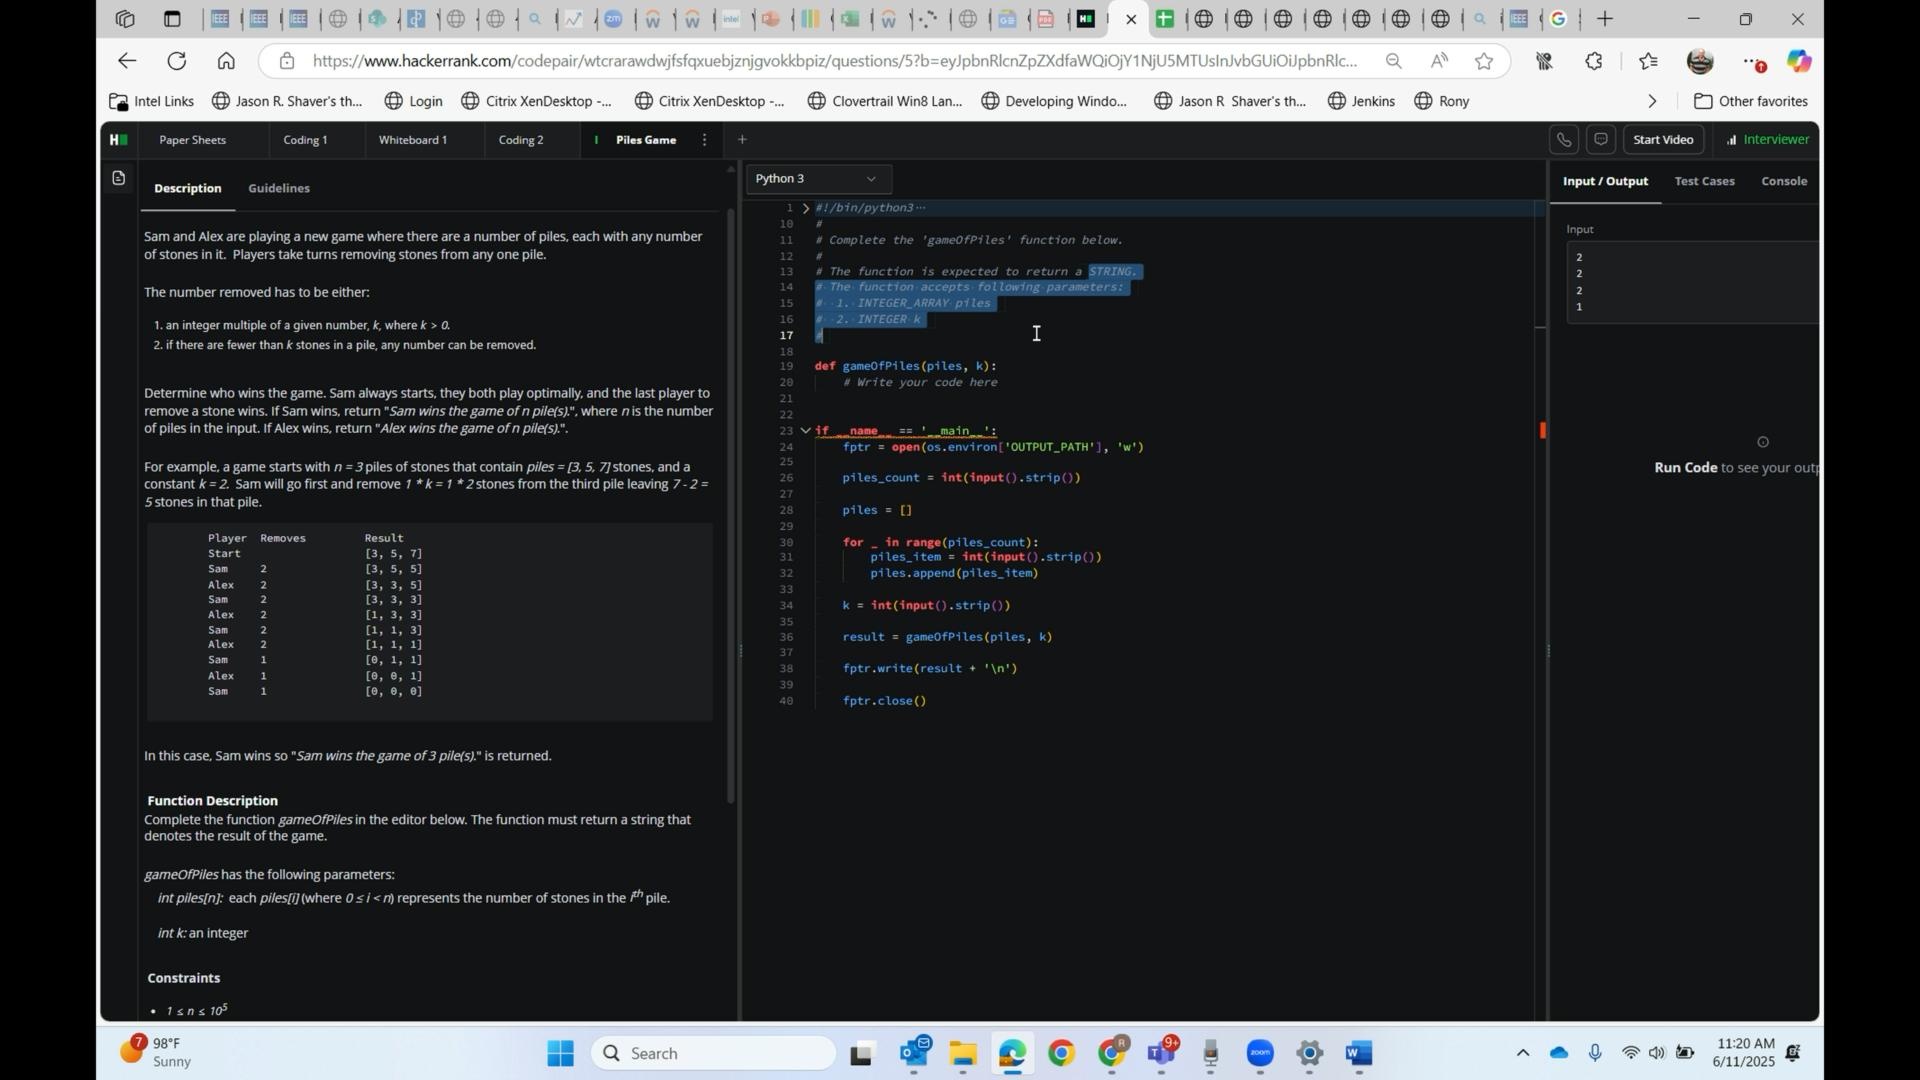 https://www.hackerrank.com/codepair/wtcrarawdwjfsfqxuebjznjgvokkbpiz/questions/5?b=eyJpbnRlcnZpZXdfaWQiOjY1NjU5MTUsInJvbGUiOiJpbnRlc...
Intel Links
Jason R. Shaver's th...
Login
Citrix XenDesktop -...
Citrix XenDesktop -...
Clovertrail Win8 Lan...
Developing Windo...
Jason R Shaver's th...
Jenkins
Rony
Other favorites
Paper Sheets
Coding 1
Whiteboard 1
Coding 2
Piles Game
Start Video
Interviewer
Description
Guidelines
Sam and Alex are playing a new game where there are a number of piles, each with any number
of stones in it.  Players take turns removing stones from any one pile.
The number removed has to be either:
1. an integer multiple of a given number, k, where k > 0.
2. if there are fewer than k stones in a pile, any number can be removed.
Determine who wins the game. Sam always starts, they both play optimally, and the last player to
remove a stone wins. If Sam wins, return "Sam wins the game of n pile(s).", where n is the number
of piles in the input. If Alex wins, return "Alex wins the game of n pile(s).".
For example, a game starts with n = 3 piles of stones that contain piles = [3, 5, 7] stones, and a
constant k = 2.  Sam will go first and remove 1 * k = 1 * 2 stones from the third pile leaving 7 - 2 =
5 stones in that pile.
Player  Removes  Result
Start  [3, 5, 7]
Sam  2  [3, 5, 5]
Alex  2  [3, 3, 5]
Sam  2  [3, 3, 3]
Alex  2  [1, 3, 3]
Sam  2  [1, 1, 3]
Alex  2  [1, 1, 1]
Sam  1  [0, 1, 1]
Alex  1  [0, 0, 1]
Sam  1  [0, 0, 0]
In this case, Sam wins so "Sam wins the game of 3 pile(s)." is returned.
Function Description
Complete the function gameOfPiles in the editor below. The function must return a string that
denotes the result of the game.
gameOfPiles has the following parameters:
int piles[n]:  each piles[i] (where 0 ≤ i < n) represents the number of stones in the ith pile.
int k: an integer
Constraints
• 1 ≤ n ≤ 10^5
Python 3
1 #!/bin/python3···
10 #
11 # Complete the 'gameOfPiles' function below.
12 #
13 # The function is expected to return a STRING.
14 # The function accepts following parameters:
15 #  1. INTEGER_ARRAY piles
16 #  2. INTEGER k
17 #
18
19 def gameOfPiles(piles, k):
20     # Write your code here
21
22
23 if __name__ == '__main__':
24     fptr = open(os.environ['OUTPUT_PATH'], 'w')
25
26     piles_count = int(input().strip())
27
28     piles = []
29
30     for _ in range(piles_count):
31         piles_item = int(input().strip())
32         piles.append(piles_item)
33
34     k = int(input().strip())
35
36     result = gameOfPiles(piles, k)
37
38     fptr.write(result + '\n')
39
40     fptr.close()
Input / Output
Test Cases
Console
Input
2
2
2
1
Run Code to see your outp
7
98°F
Sunny
Search
9+
11:20 AM
6/11/2025